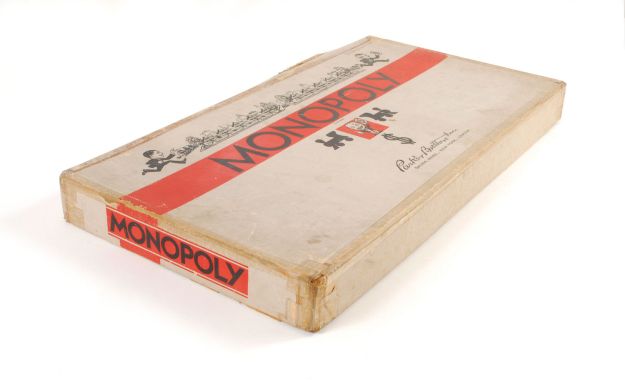 MONOPOLY
$
Parker Brothers Inc.
MONOPOLY